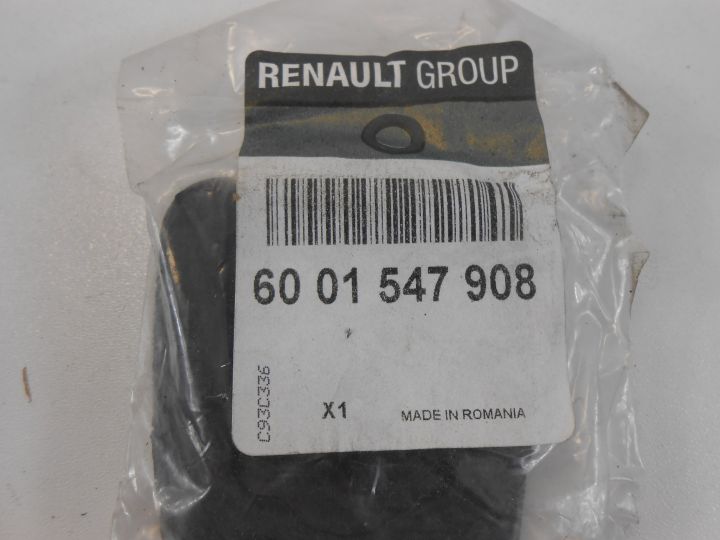 RENAULT GROUP
60 01 547 908
C93C336
X1
MADE IN ROMANIA